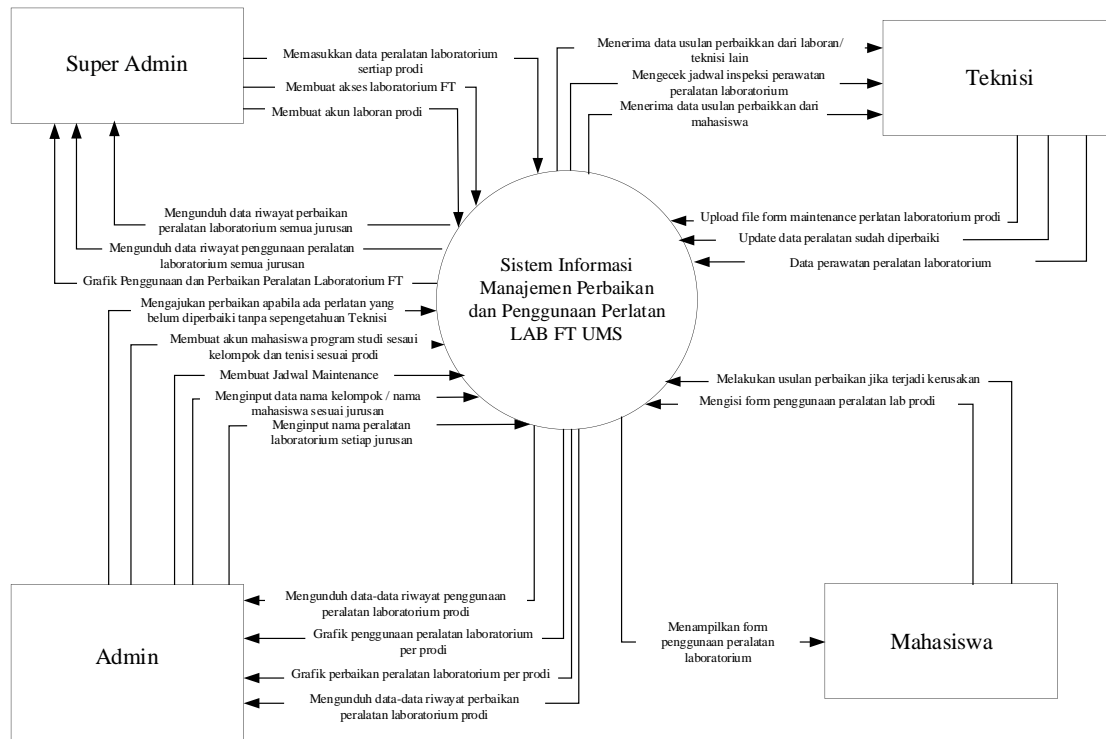 Super Admin
Memasukkan data peralatan laboratorium
sertiap prodi
Membuat akses laboratorium FT
Membuat akun laboran prodi
Menerima data usulan perbaikkan dari laboran/
teknisi lain
Mengecek jadwal inspeksi perawatan
peralatan laboratorium
Menerima data usulan perbaikkan dari
mahasiswa
Teknisi
Mengunduh data riwayat perbaikan
peralatan laboratorium semua jurusan
Mengunduh data riwayat penggunaan peralatan
laboratorium semua jurusan
Grafik Penggunaan dan Perbaikan Peralatan Laboratorium FT
Upload file form maintenance perlatan laboratorium prodi
Update data peralatan sudah diperbaiki
Data perawatan peralatan laboratorium
Sistem Informasi
Manajemen Perbaikan
dan Penggunaan Perlatan
LAB FT UMS
Mengajukan perbaikan apabila ada perlatan yang
belum diperbaiki tanpa sepengetahuan Teknisi
Membuat akun mahasiswa program studi sesaui
kelompok dan tenisi sesuai prodi
Membuat Jadwal Maintenance
Menginput data nama kelompok / nama
mahasiswa sesuai jurusan
Menginput nama peralatan
laboratorium setiap jurusan
Melakukan usulan perbaikan jika terjadi kerusakan
Mengisi form penggunaan peralatan lab prodi
Admin
Mengunduh data-data riwayat penggunaan
peralatan laboratorium prodi
Grafik penggunaan peralatan laboratorium
per prodi
Grafik perbaikan peralatan laboratorium per prodi
Mengunduh data-data riwayat perbaikan
peralatan laboratorium prodi
Menampilkan form
penggunaan peralatan
laboratorium
Mahasiswa